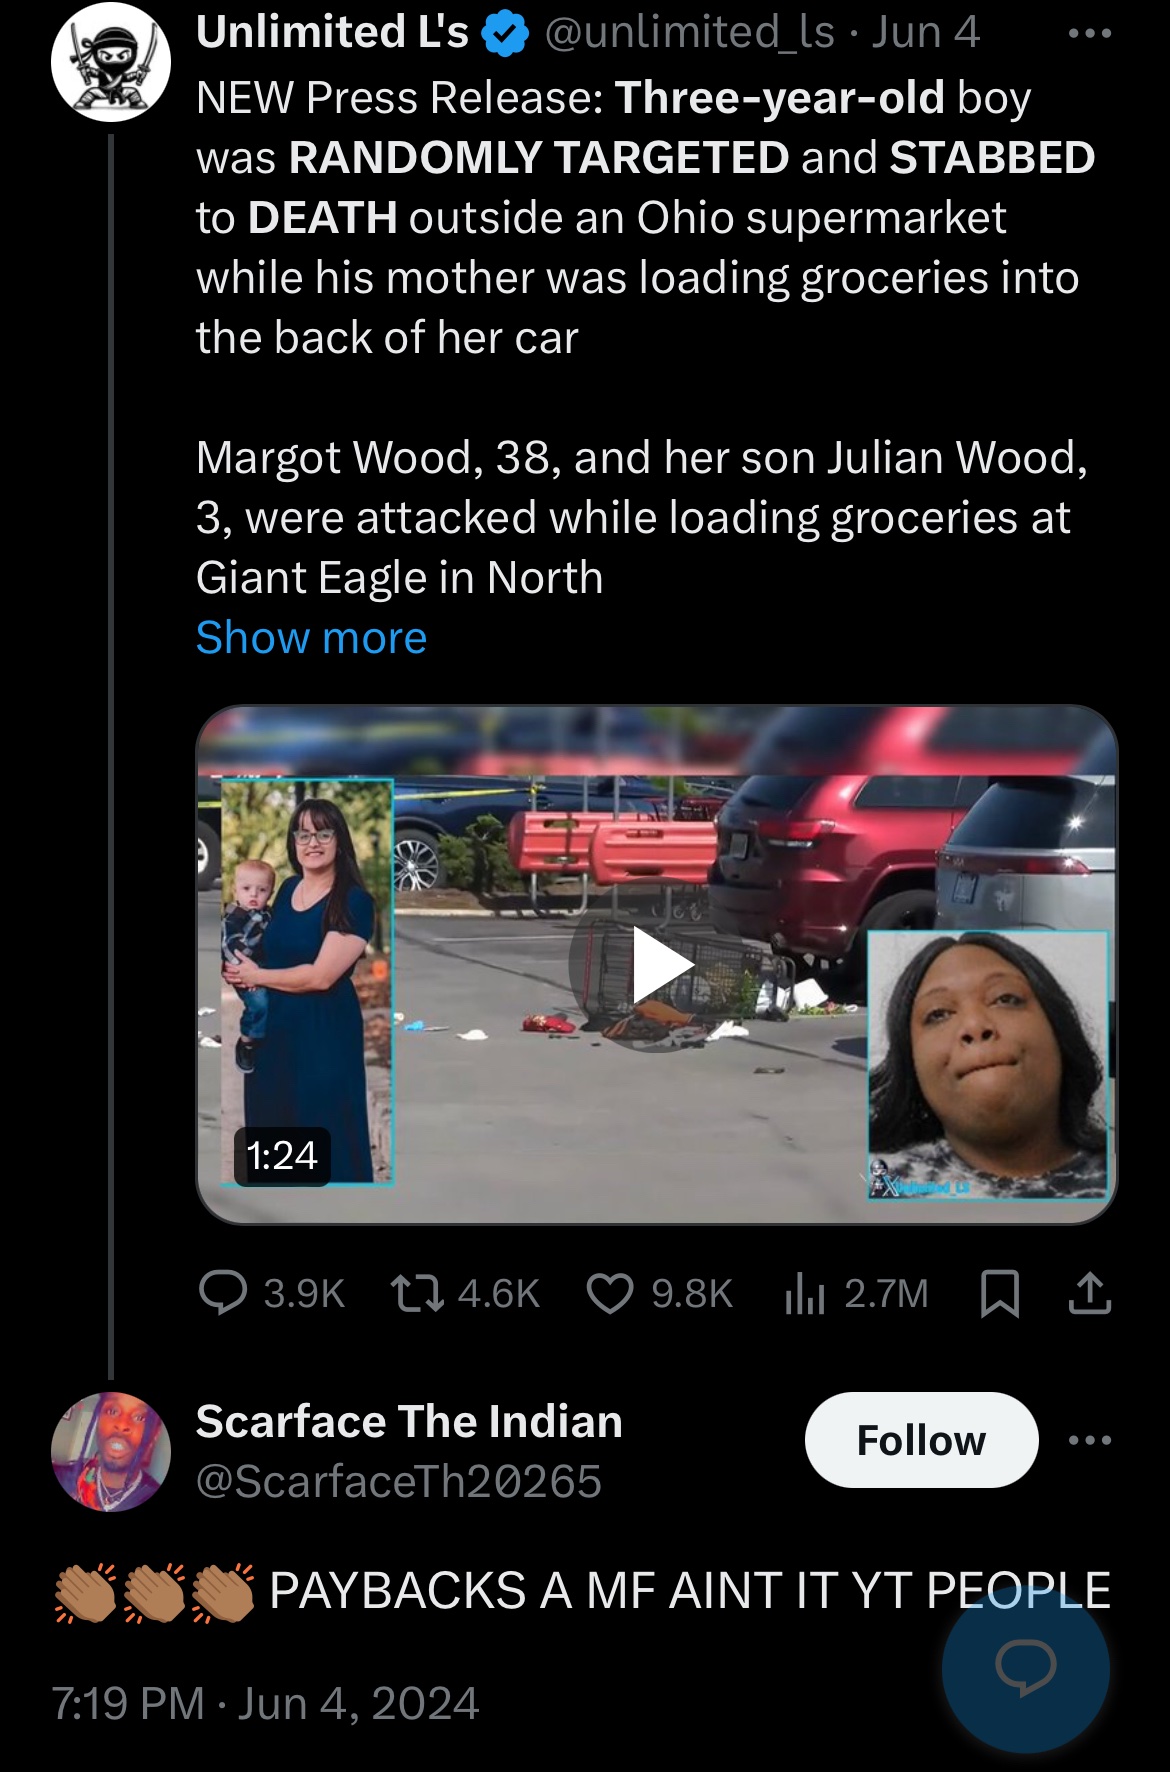 Unlimited L's @unlimited_ls · Jun 4
NEW Press Release: Three-year-old boy
was RANDOMLY TARGETED and STABBED
to DEATH outside an Ohio supermarket
while his mother was loading groceries into
the back of her car
Margot Wood, 38, and her son Julian Wood,
3, were attacked while loading groceries at
Giant Eagle in North
Show more
1:24
Unlimited_LS
3.9K 4.6K 9.8K 2.7M
Scarface The Indian
@ScarfaceTh20265
Follow
👏🏽👏🏽👏🏽 PAYBACKS A MF AINT IT YT PEOPLE
7:19 PM · Jun 4, 2024